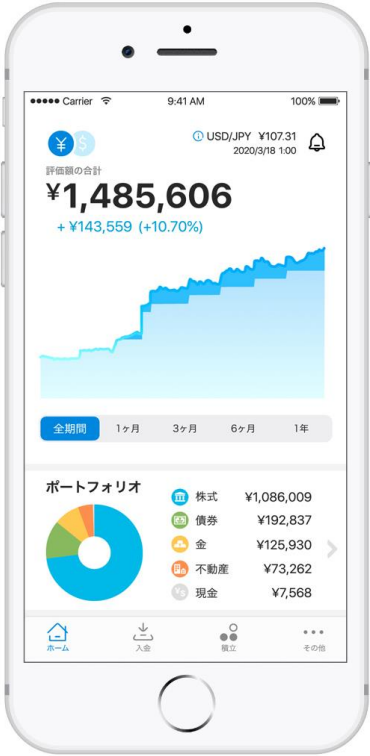 Carrier 9:41 AM 100%
¥ $ USD/JPY ¥107.31
2020/3/18 1:00
評価額の合計
¥1,485,606
+ ¥143,559 (+10.70%)
全期間 1ヶ月 3ヶ月 6ヶ月 1年
ポートフォリオ
株式 ¥1,086,009
債券 ¥192,837
金 ¥125,930
不動産 ¥73,262
現金 ¥7,568
ホーム 入金 積立 その他